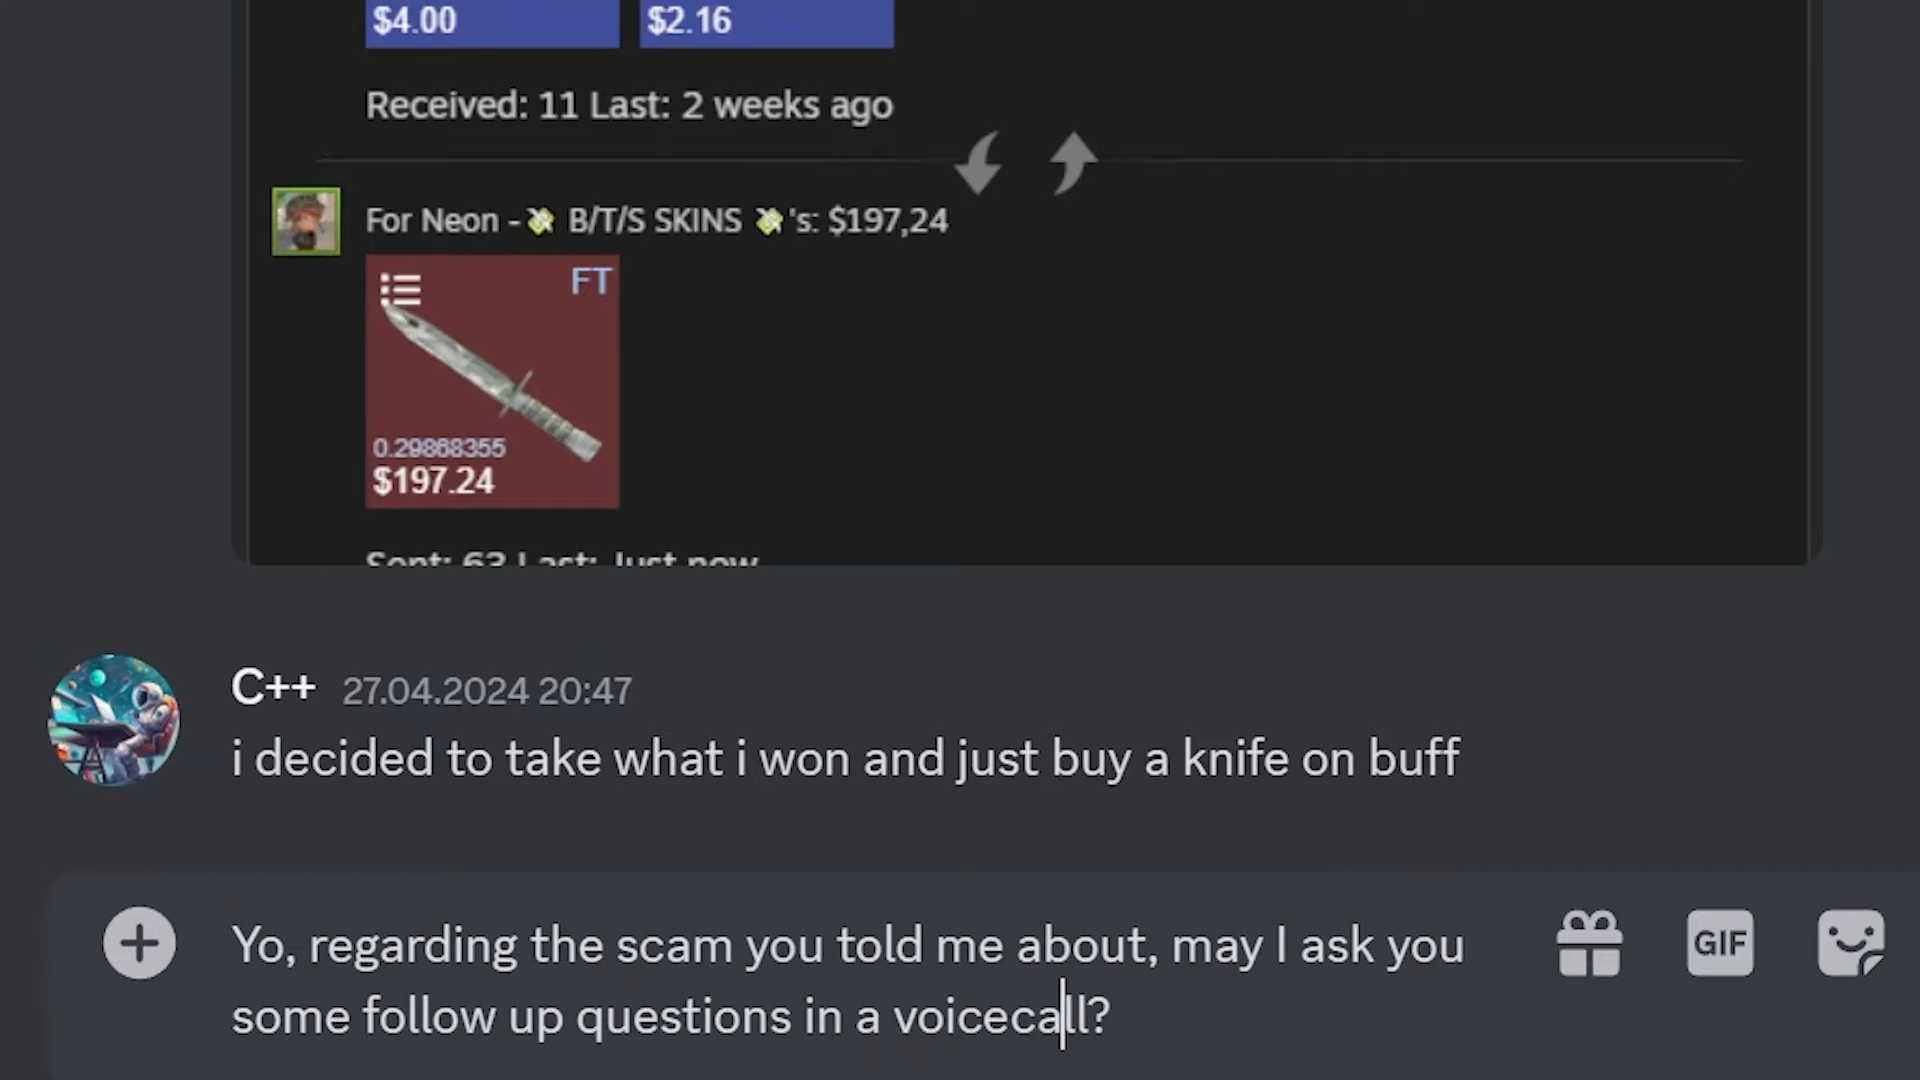 $4.00 $2.16
Received: 11 Last: 2 weeks ago
For Neon - B/T/S SKINS 's: $197,24
FT
0.29868355
$197.24
Sent: 63 Last: Just now
C++ 27.04.2024 20:47
i decided to take what i won and just buy a knife on buff
Yo, regarding the scam you told me about, may I ask you
GIF
some follow up questions in a voicecall?